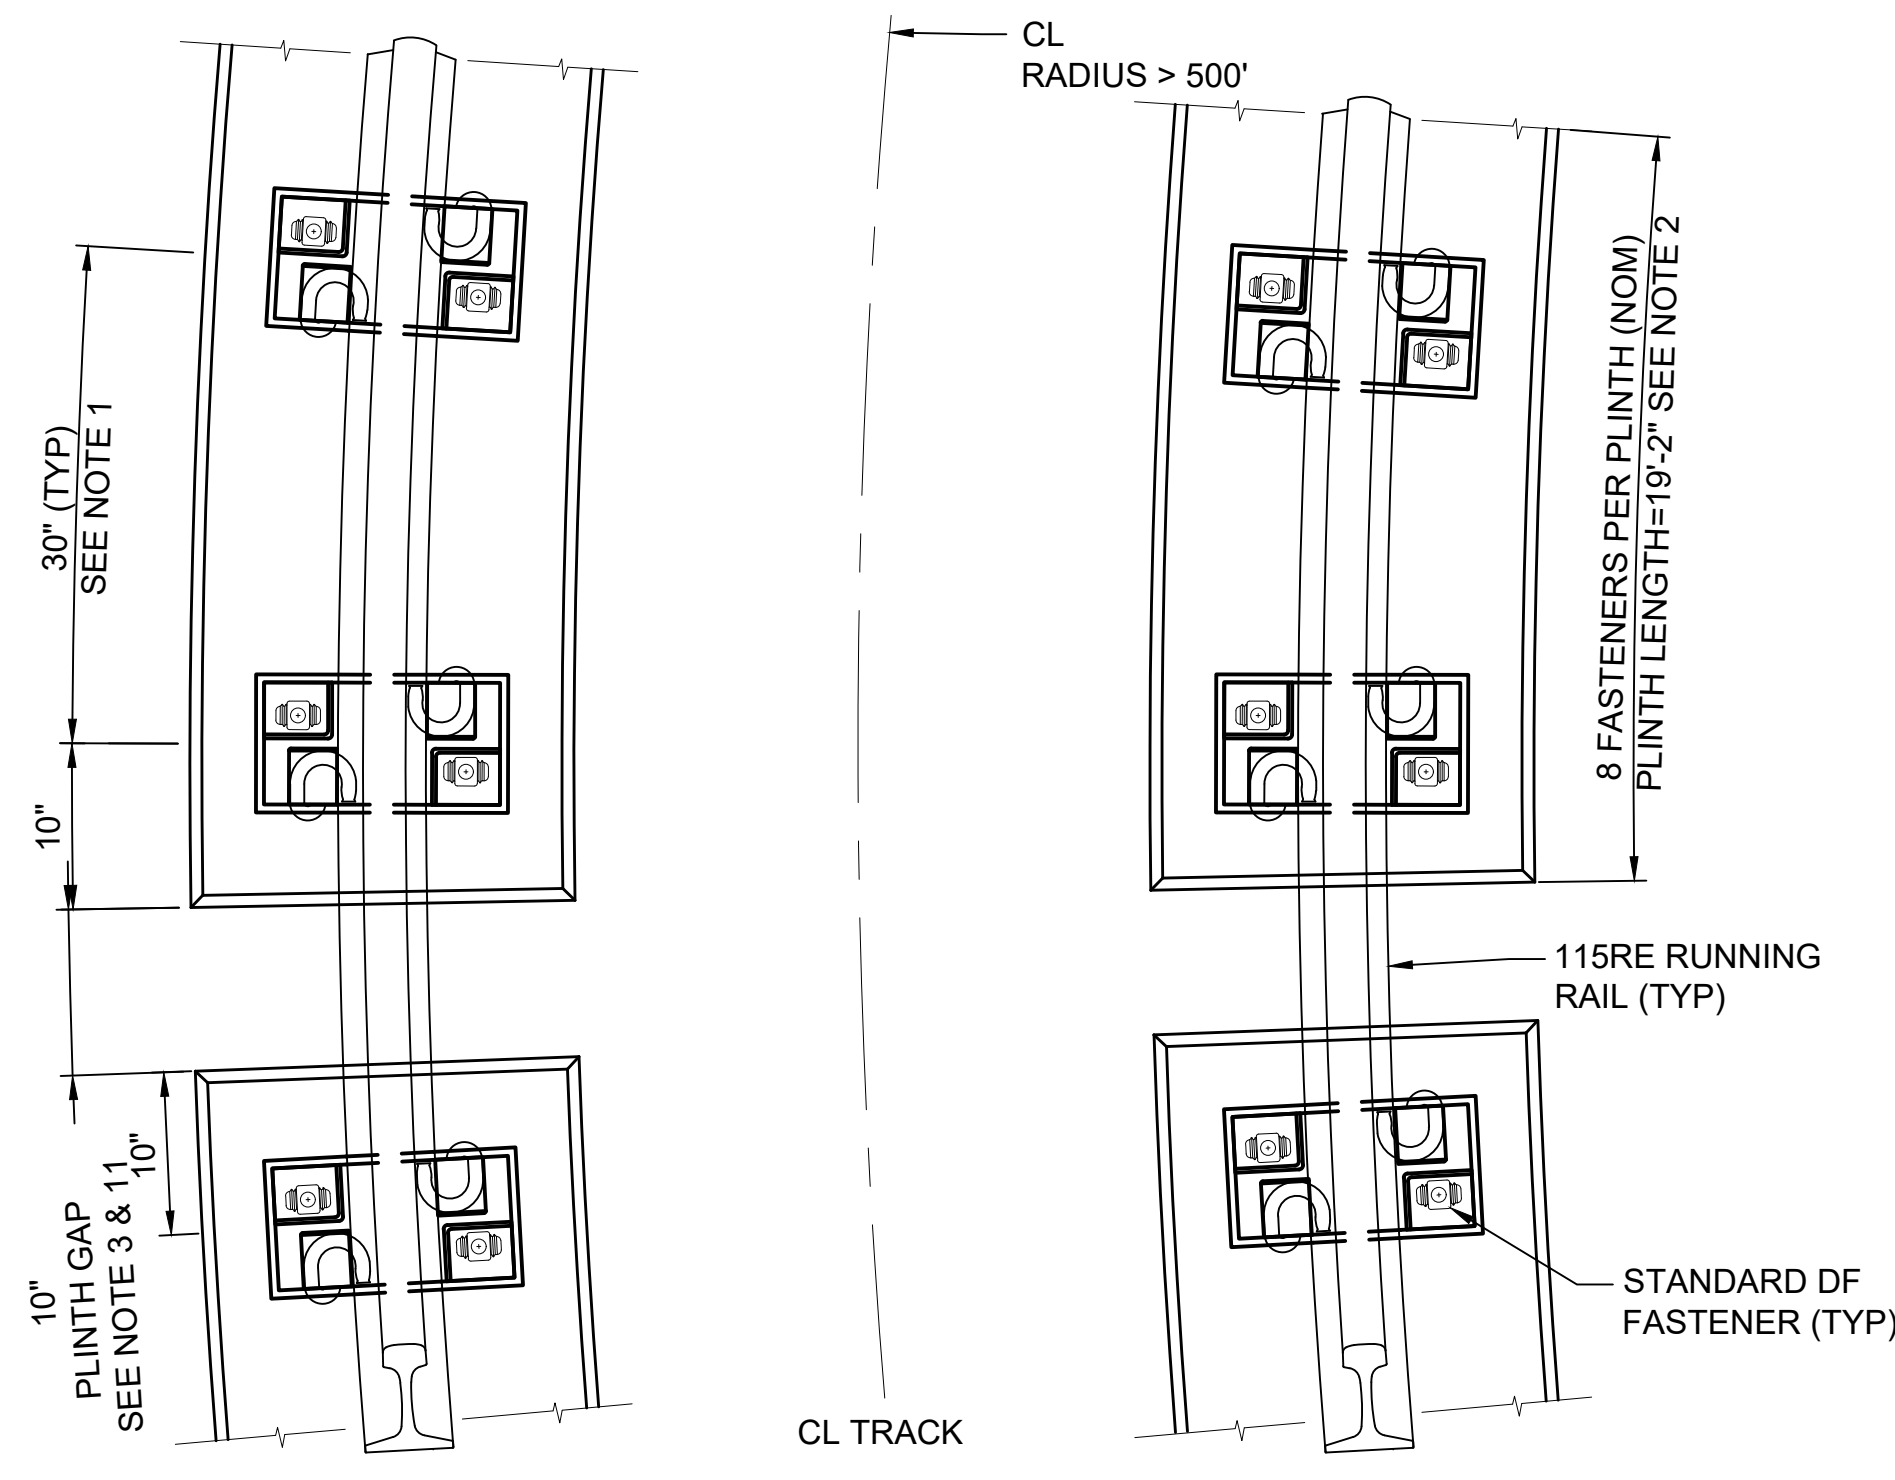 CL
RADIUS > 500'
30" (TYP)
SEE NOTE 1
8 FASTENERS PER PLINTH (NOM)
PLINTH LENGTH=19'-2" SEE NOTE 2
10"
115RE RUNNING
RAIL (TYP)
10"
10"
PLINTH GAP
SEE NOTE 3 & 11
STANDARD DF
FASTENER (TYP)
CL TRACK